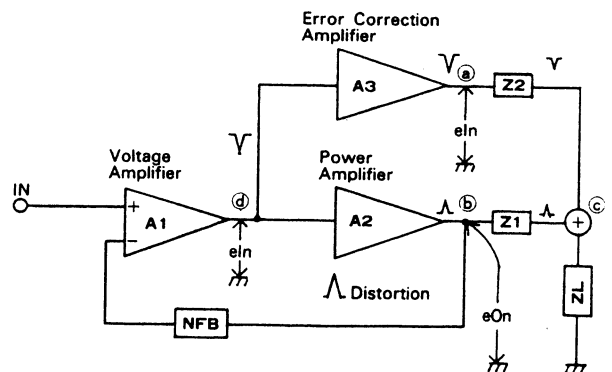 Error Correction
Amplifier
A3
ⓐ
Z2
eIn
Voltage
Amplifier
Power
Amplifier
IN
+
−
A1
ⓓ
A2
ⓑ
Z1
+
ⓒ
eIn
Distortion
ZL
NFB
eOn